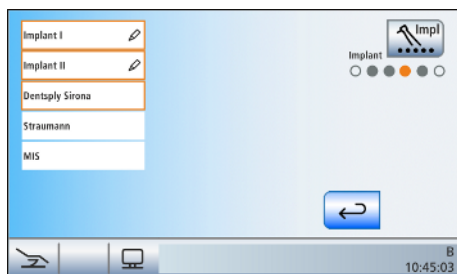 Implant I
Implant II
Dentsply Sirona
Straumann
MIS
Impl
Implant
B
10:45:03